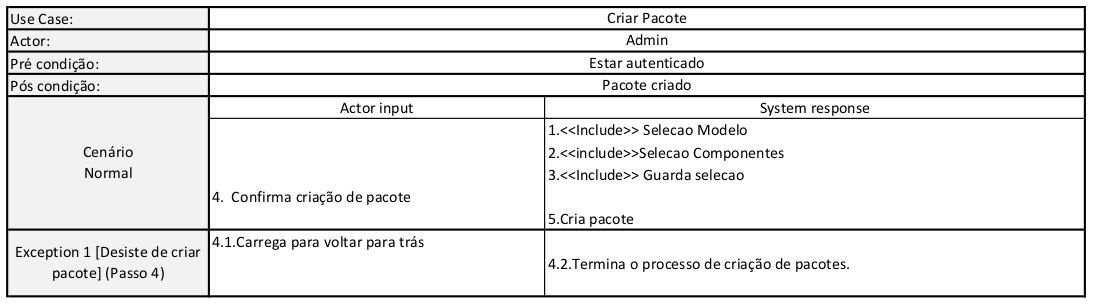 Use Case: Criar Pacote
Actor: Admin
Pré condição: Estar autenticado
Pós condição: Pacote criado
Actor input System response
Cenário
Normal
1.<<Include>> Selecao Modelo
2.<<include>>Selecao Componentes
3.<<Include>> Guarda selecao
4. Confirma criação de pacote
5.Cria pacote
Exception 1 [Desiste de criar
pacote] (Passo 4)
4.1.Carrega para voltar para trás
4.2.Termina o processo de criação de pacotes.